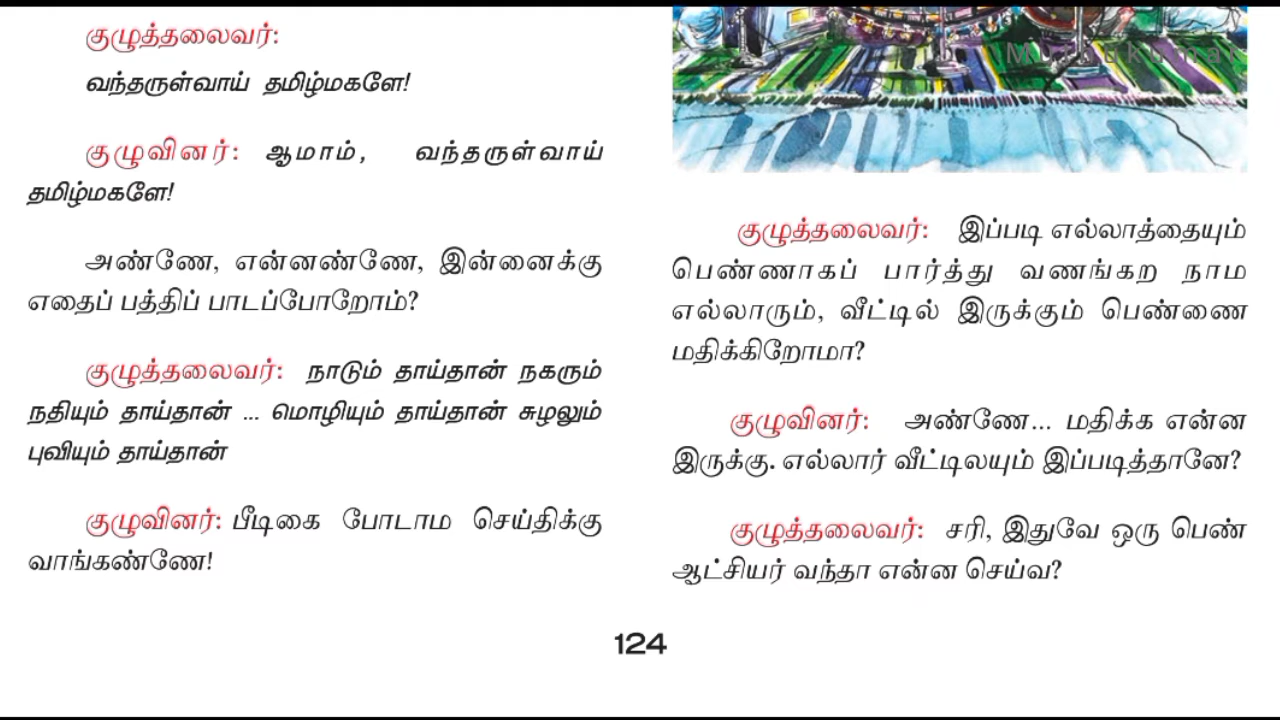 குழுத்தலைவர்:
வந்தருள்வாய் தமிழ்மகளே!
குழுவினர்: ஆமாம், வந்தருள்வாய்
தமிழ்மகளே!
அண்ணே, என்னண்ணே, இன்னைக்கு
எதைப் பத்திப் பாடப்போறோம்?
குழுத்தலைவர்: நாடும் தாய்தான் நகரும்
நதியும் தாய்தான் ... மொழியும் தாய்தான் சுழலும்
புவியும் தாய்தான்
குழுவினர்: பீடிகை போடாம செய்திக்கு
வாங்கண்ணே!
Muthukumar
குழுத்தலைவர்: இப்படி எல்லாத்தையும்
பெண்ணாகப் பார்த்து வணங்கற நாம
எல்லாரும், வீட்டில் இருக்கும் பெண்ணை
மதிக்கிறோமா?
குழுவினர்: அண்ணே... மதிக்க என்ன
இருக்கு. எல்லார் வீட்டிலயும் இப்படித்தானே?
குழுத்தலைவர்: சரி, இதுவே ஒரு பெண்
ஆட்சியர் வந்தா என்ன செய்வ?
124